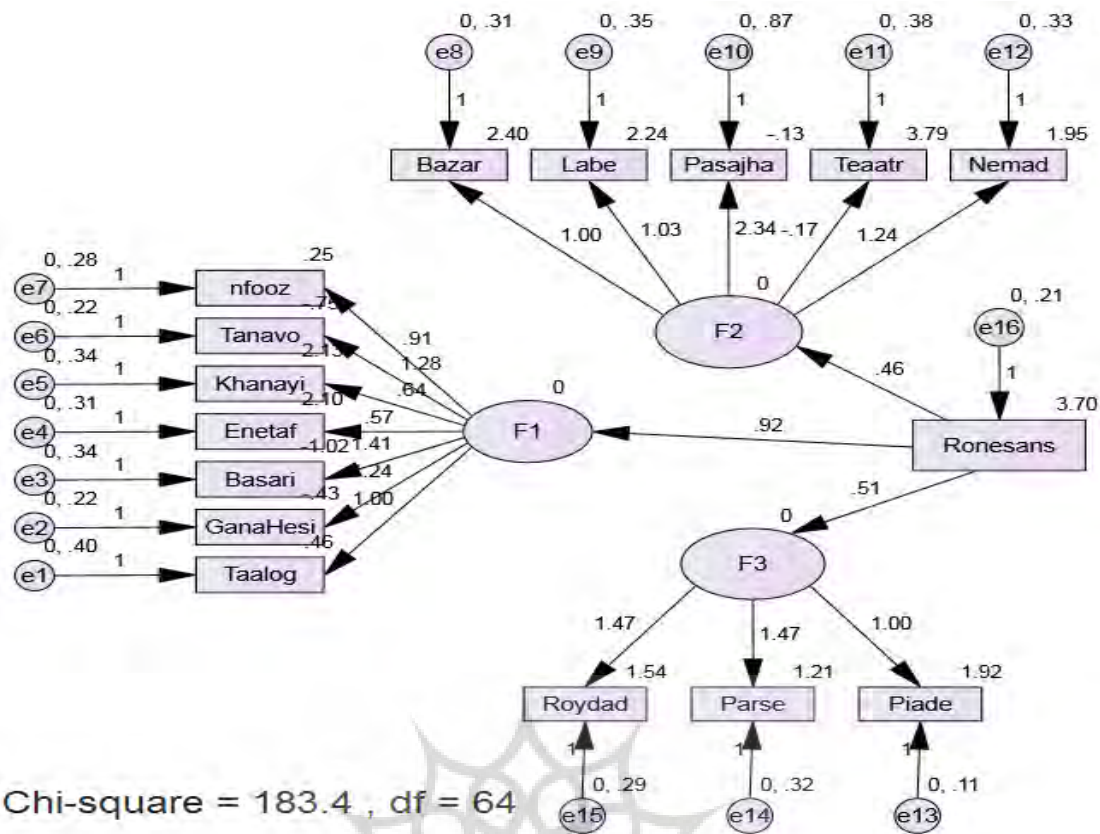 0, .31 0, .35 0, .87 0, .38 0, .33
e8 e9 e10 e11 e12
1 1 1 1 1
2.40 2.24 -.13 3.79 1.95
Bazar Labe Pasajha Teaatr Nemad
1.00 1.03 2.34 -.17 1.24
0
F2
0, .21
e16
1
.46
3.70
Ronesans
.92
.51
0, .28 .25
e7 1 nfooz
0, .22 -.75
e6 1 Tanavo
0, .34 2.13
e5 1 Khanayi
0, .31 2.10
e4 1 Enetaf
0, .34 -1.02
e3 1 Basari
0, .22 -.43
e2 1 GanaHesi
0, .40 .46
e1 1 Taalog
.91
1.28
.64
.57
1.41
1.00
0
F1
0
F3
1.47 1.47 1.00
1.54 1.21 1.92
Roydad Parse Piade
1 1 1
0, .29 0, .32 0, .11
e15 e14 e13
Chi-square = 183.4 , df = 64